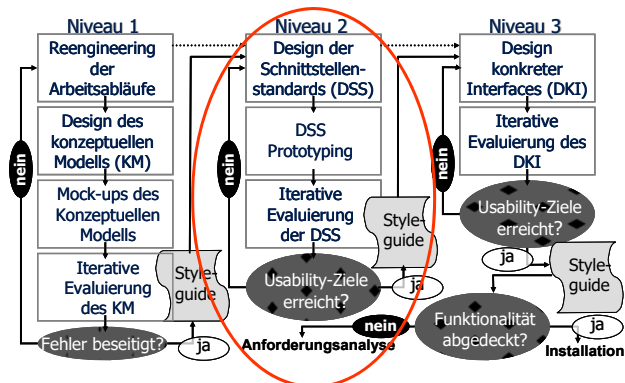 Niveau 1
Reengineering
der
Arbeitsabläufe
Design des
konzeptuellen
Modells (KM)
Mock-ups des
Konzeptuellen
Modells
Iterative
Evaluierung
des KM
Fehler beseitigt?
ja
nein
Style-
guide
Niveau 2
Design der
Schnittstellen-
standards (DSS)
DSS
Prototyping
Iterative
Evaluierung
der DSS
Usability-Ziele
erreicht?
ja
nein
Style-
guide
Niveau 3
Design
konkreter
Interfaces (DKI)
Iterative
Evaluierung des
DKI
Usability-Ziele
erreicht?
ja
nein
Style-
guide
Funktionalität
abgedeckt?
nein
ja
Anforderungsanalyse
Installation